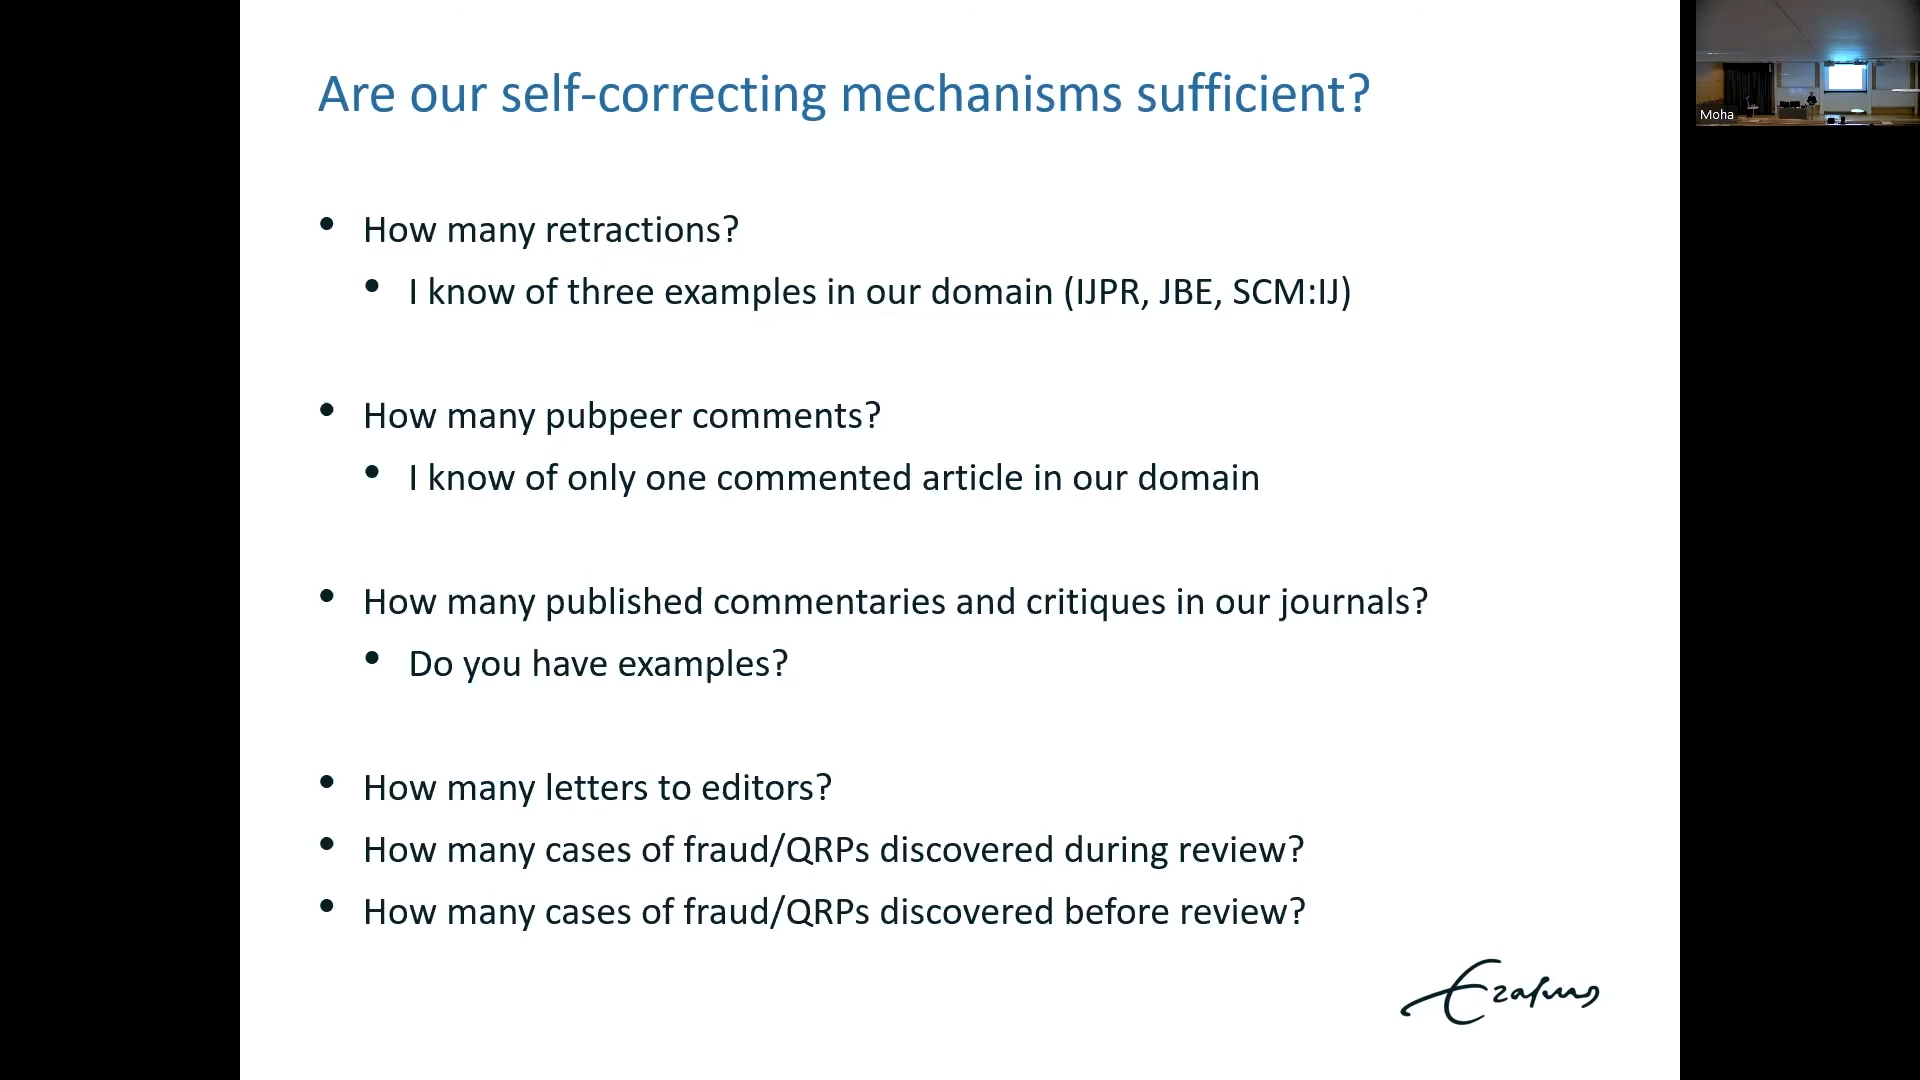 Are our self-correcting mechanisms sufficient?
Moha
• How many retractions?
• I know of three examples in our domain (IJPR, JBE, SCM:IJ)
• How many pubpeer comments?
• I know of only one commented article in our domain
• How many published commentaries and critiques in our journals?
• Do you have examples?
• How many letters to editors?
• How many cases of fraud/QRPs discovered during review?
• How many cases of fraud/QRPs discovered before review?
Erasmus